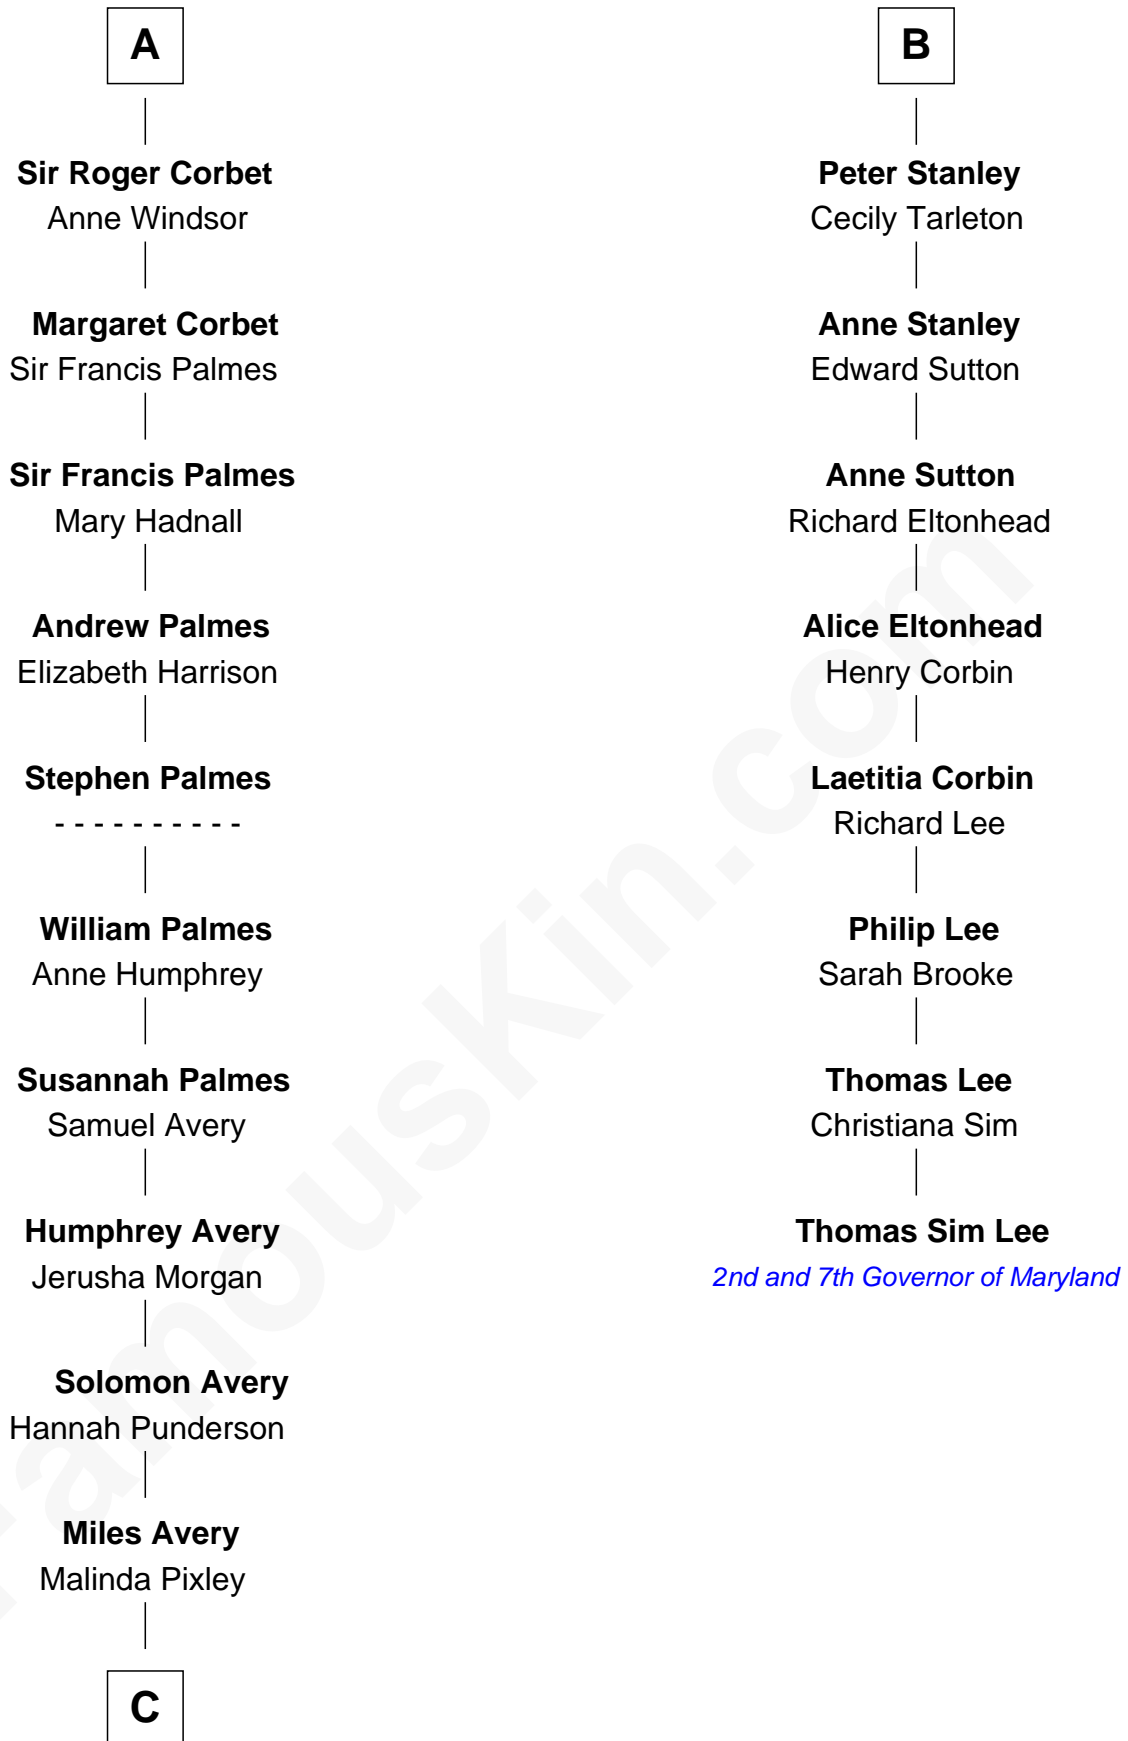 A
Sir Roger Corbet
Anne Windsor
Margaret Corbet
Sir Francis Palmes
Sir Francis Palmes
Mary Hadnall
Andrew Palmes
Elizabeth Harrison
Stephen Palmes
- - - - - - - - - -
William Palmes
Anne Humphrey
Susannah Palmes
Samuel Avery
Humphrey Avery
Jerusha Morgan
Solomon Avery
Hannah Punderson
Miles Avery
Malinda Pixley
C
B
Peter Stanley
Cecily Tarleton
Anne Stanley
Edward Sutton
Anne Sutton
Richard Eltonhead
Alice Eltonhead
Henry Corbin
Laetitia Corbin
Richard Lee
Philip Lee
Sarah Brooke
Thomas Lee
Christiana Sim
Thomas Sim Lee
2nd and 7th Governor of Maryland
FamousKin.com